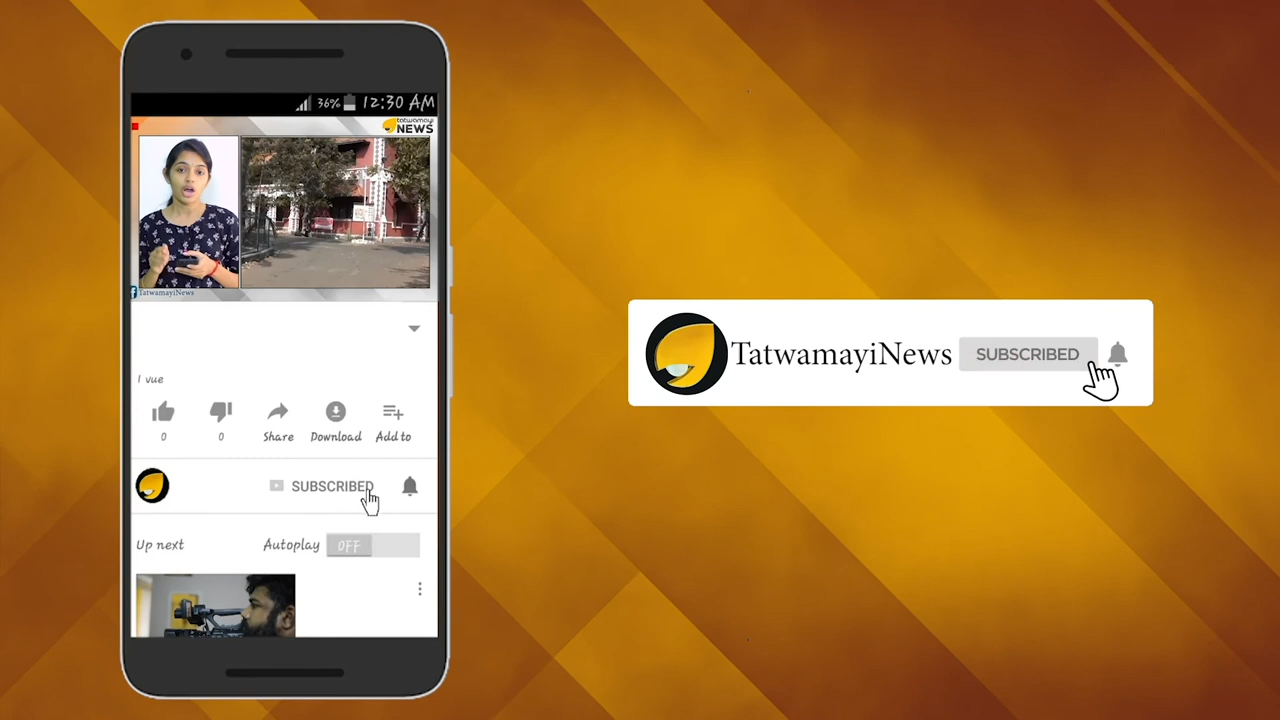 36% 12:30 AM
tatwamayi
NEWS
TatwamayiNews
1 vue
0 0 Share Download Add to
SUBSCRIBED
Up next Autoplay OFF
TatwamayiNews SUBSCRIBED